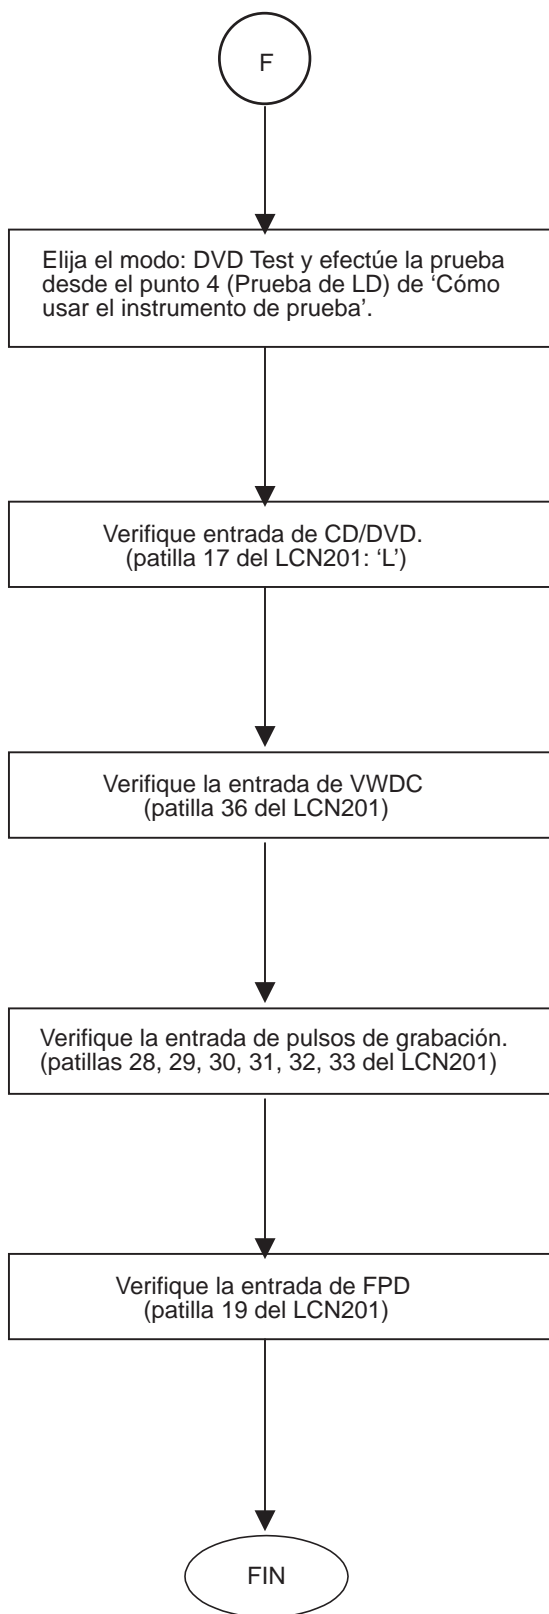 F
Elija el modo: DVD Test y efectúe la prueba
desde el punto 4 (Prueba de LD) de ‘Cómo
usar el instrumento de prueba’.
Verifique entrada de CD/DVD.
(patilla 17 del LCN201: ‘L’)
Verifique la entrada de VWDC
(patilla 36 del LCN201)
Verifique la entrada de pulsos de grabación.
(patillas 28, 29, 30, 31, 32, 33 del LCN201)
Verifique la entrada de FPD
(patilla 19 del LCN201)
FIN